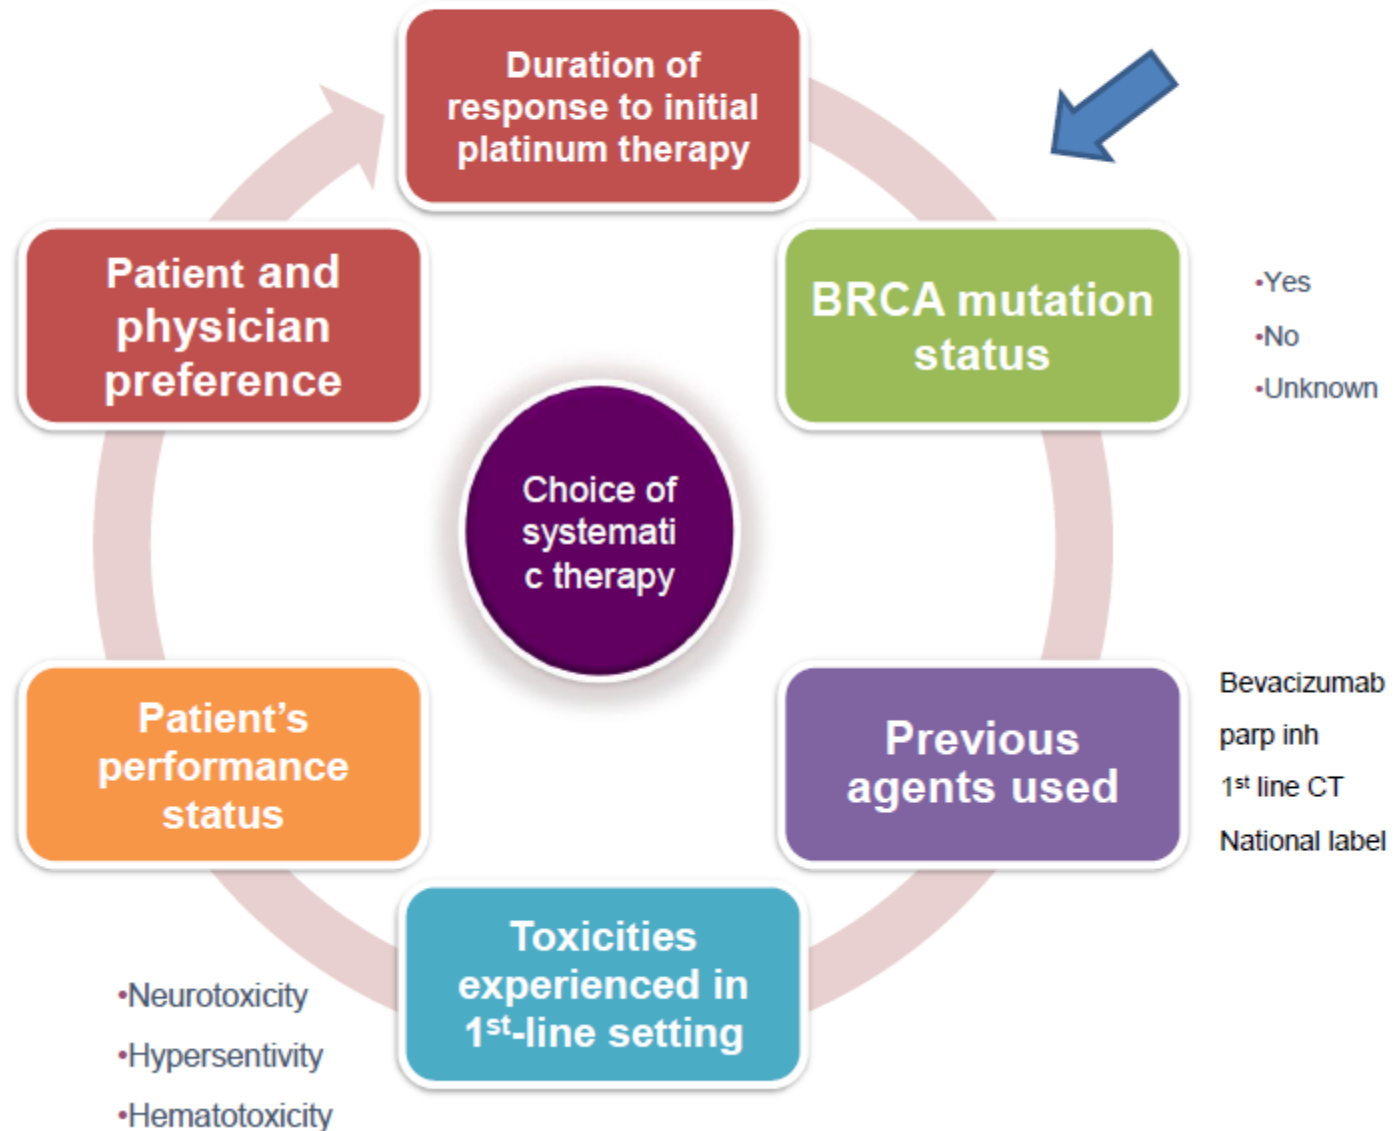 Duration of
response to initial
platinum therapy
BRCA mutation
status
•Yes
•No
•Unknown
Previous
agents used
Bevacizumab
parp inh
1st line CT
National label
Toxicities
experienced in
1st-line setting
•Neurotoxicity
•Hypersentivity
•Hematotoxicity
Patient's
performance
status
Patient and
physician
preference
Choice of
systemati
c therapy